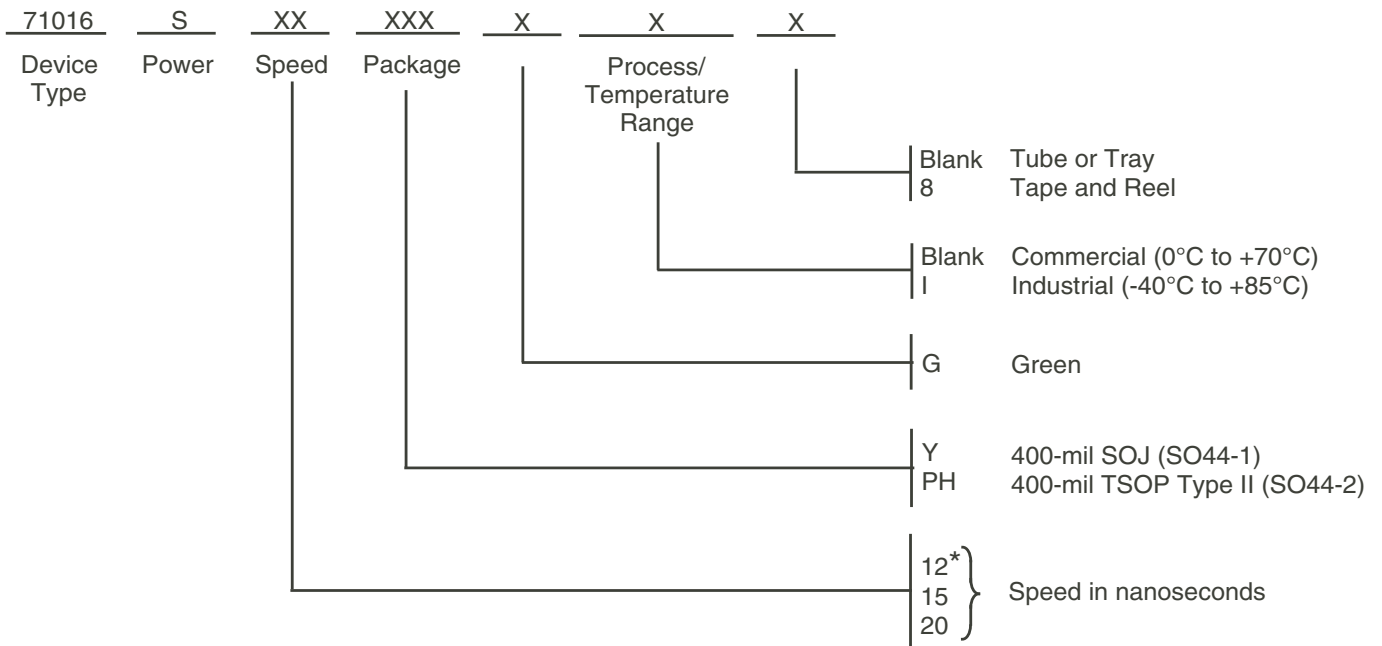 71016 S XX XXX X X X
Device Type
Power
Speed
Package
Process/
Temperature
Range
Blank Tube or Tray
8 Tape and Reel
Blank Commercial (0°C to +70°C)
I Industrial (-40°C to +85°C)
G Green
Y 400-mil SOJ (SO44-1)
PH 400-mil TSOP Type II (SO44-2)
12*
15 Speed in nanoseconds
20